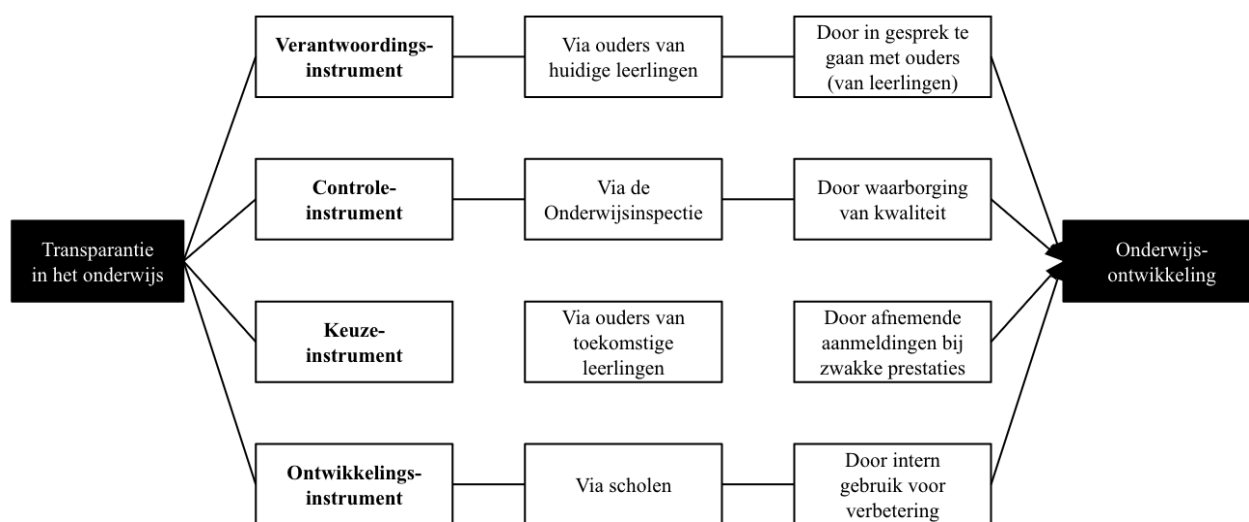 Transparantie
in het onderwijs
Verantwoordings-
instrument
Via ouders van
huidige leerlingen
Door in gesprek te
gaan met ouders
(van leerlingen)
Controle-
instrument
Via de
Onderwijsinspectie
Door waarborging
van kwaliteit
Keuze-
instrument
Via ouders van
toekomstige
leerlingen
Door afnemende
aanmeldingen bij
zwakke prestaties
Ontwikkelings-
instrument
Via scholen
Door intern
gebruik voor
verbetering
Onderwijs-
ontwikkeling